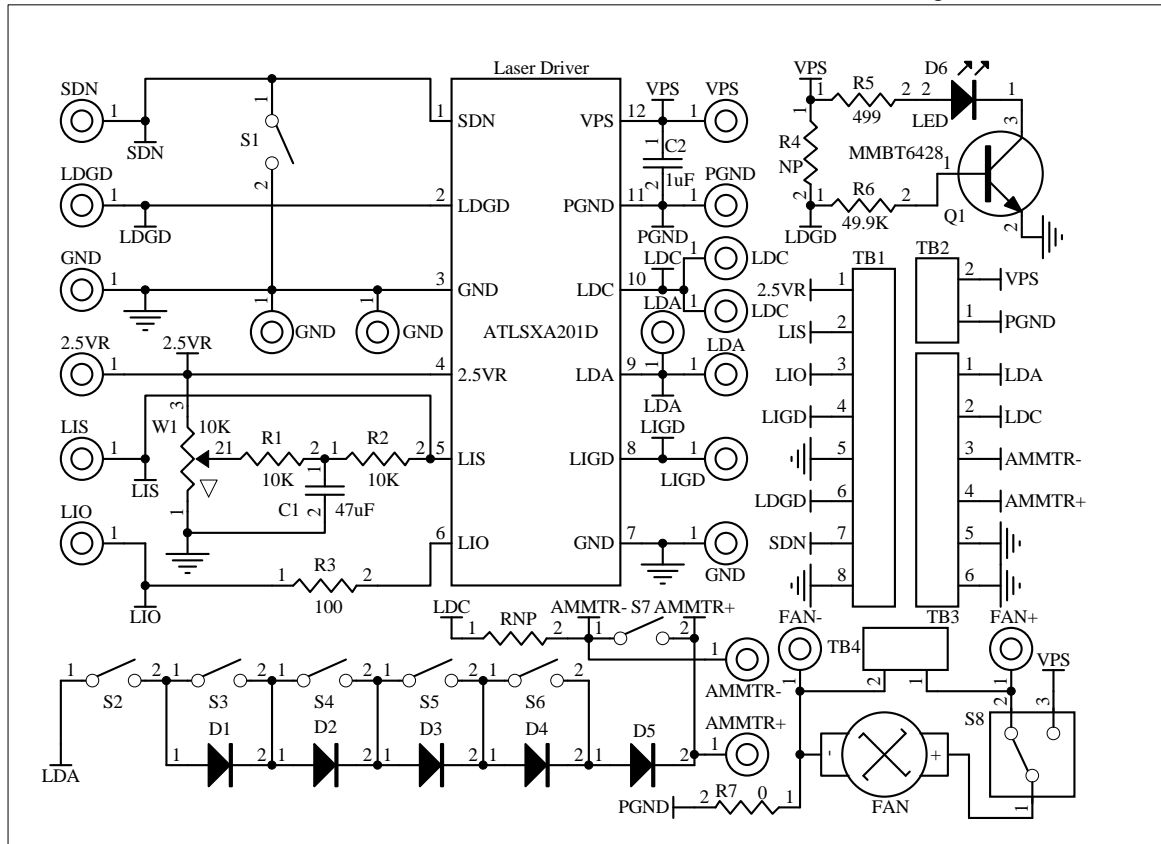 Laser Driver
SDN 1
SDN
1 S1 2
1 SDN
LDGD 1
LDGD
2 LDGD
GND 1
3 GND
1 GND
1 GND
2.5VR 1
2.5VR
4 2.5VR
LIS 1
LIS
3 W1 10K 2 1
1 R1 2
10K
1 R2 2
10K
5 LIS
1 C1 2 47uF
LIO 1
LIO
1 R3 2
100
6 LIO
ATLSXA201D
VPS 12
VPS
VPS 1
1 C2 2 1uF
PGND 11
PGND
PGND 1
LDC 10
LDC
1 LDC
1 LDC
LDA 9
LDA 1
LDA
LDA 1
LIGD 8
LIGD
1 LIGD
GND 7
1 GND
VPS
1 R4 NP 2
LDGD
1 R5 2
499
2 D6 1
LED
1 R6 2
49.9K
MMBT6428
1 3 2 Q1
TB1
2.5VR 1
LIS 2
LIO 3
LIGD 4
5
LDGD 6
SDN 7
8
TB2
2 VPS
1 PGND
1 LDA
2 LDC
3 AMMTR-
4 AMMTR+
5
6
TB3
LDC
1 RNP 2
AMMTR- S7 AMMTR+
1 2
1 AMMTR-
AMMTR+
1
LDA
1 S2 2
1 S3 2
1 S4 2
1 S5 2
1 S6 2
1 D1 2
1 D2 2
1 D3 2
1 D4 2
1 D5 2
PGND 2 R7 0 1
FAN- 1
TB4
2 1
FAN+ 1
VPS
S8 2 3 1
- +
FAN